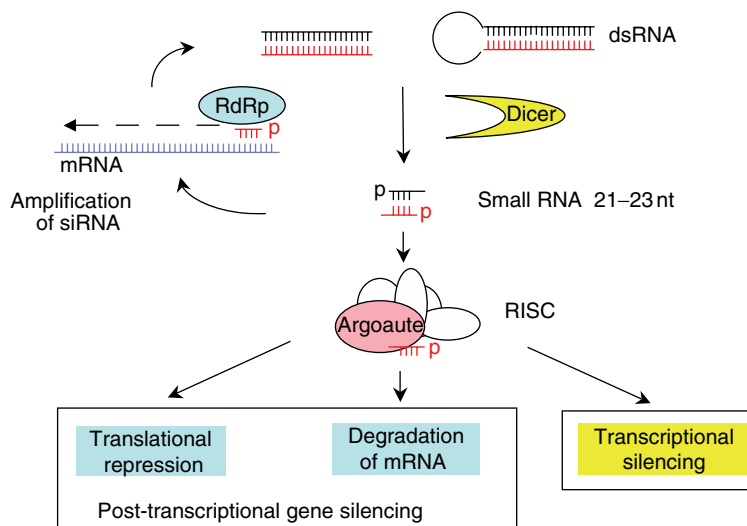 dsRNA
RdRp
p
Dicer
mRNA
Amplification
of siRNA
p
p
Small RNA 21–23 nt
Argoaute
p
RISC
Translational
repression
Degradation
of mRNA
Post-transcriptional gene silencing
Transcriptional
silencing